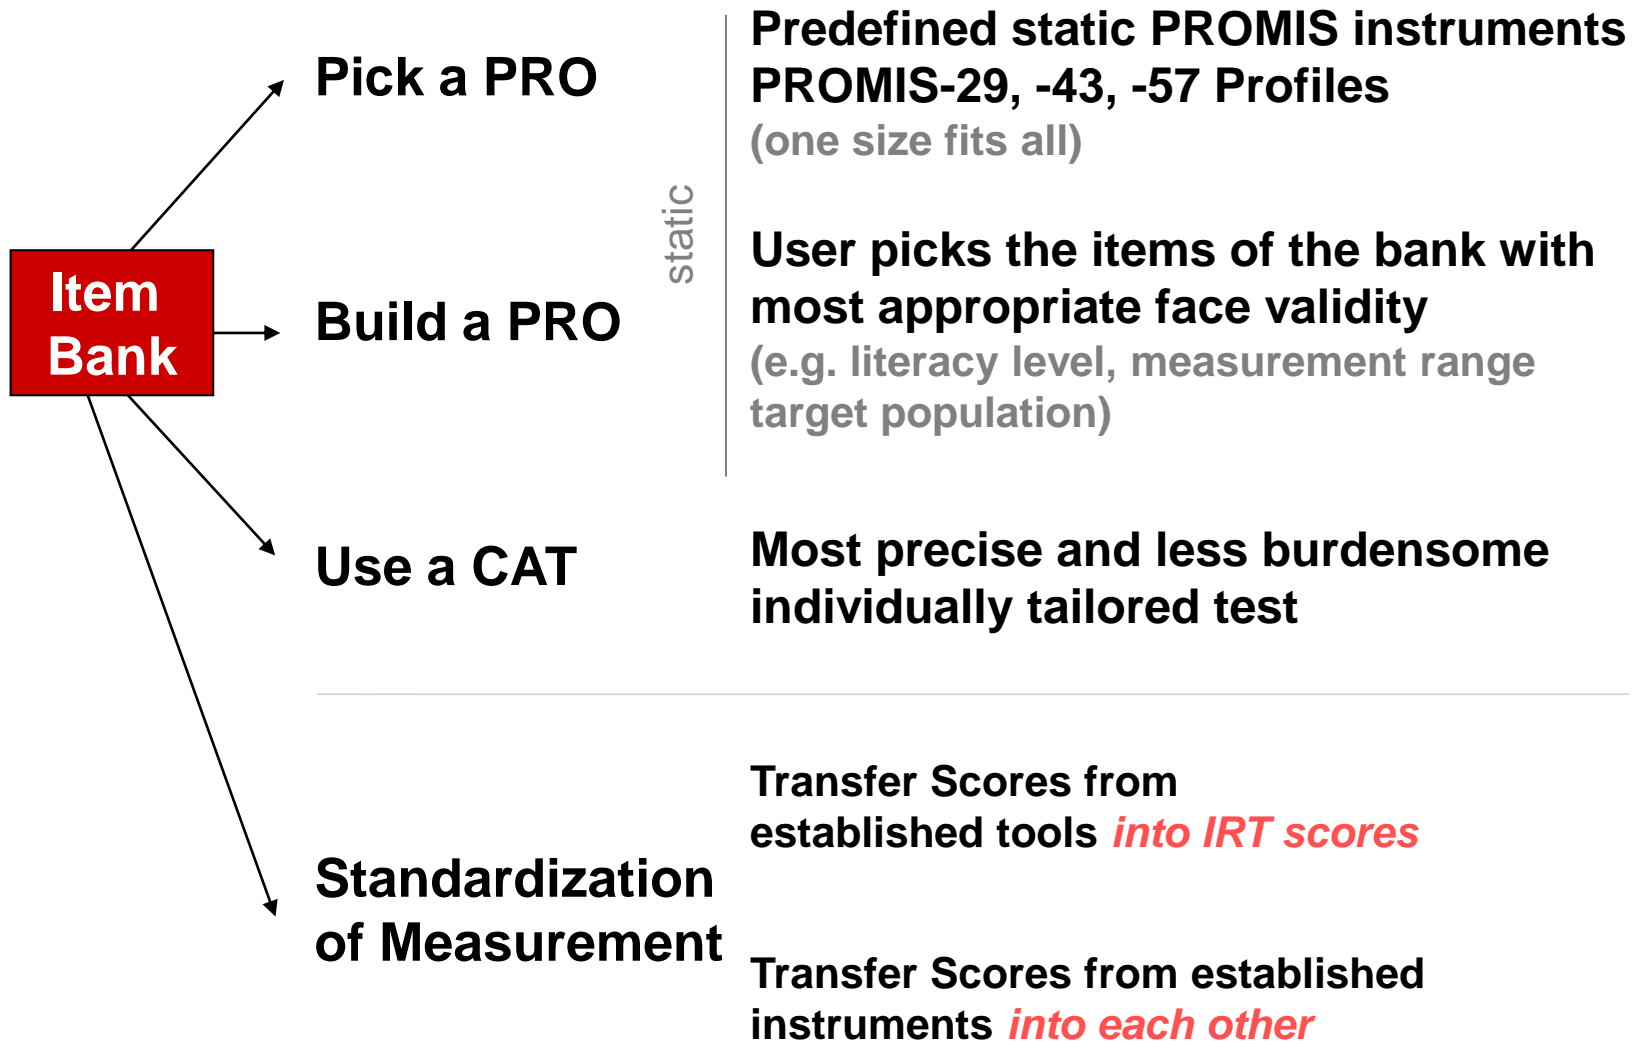 Item
Bank
Pick a PRO
static
Predefined static PROMIS instruments
PROMIS-29, -43, -57 Profiles
(one size fits all)
Build a PRO
User picks the items of the bank with
most appropriate face validity
(e.g. literacy level, measurement range
target population)
Use a CAT
Most precise and less burdensome
individually tailored test
Standardization
of Measurement
Transfer Scores from
established tools into IRT scores
Transfer Scores from established
instruments into each other